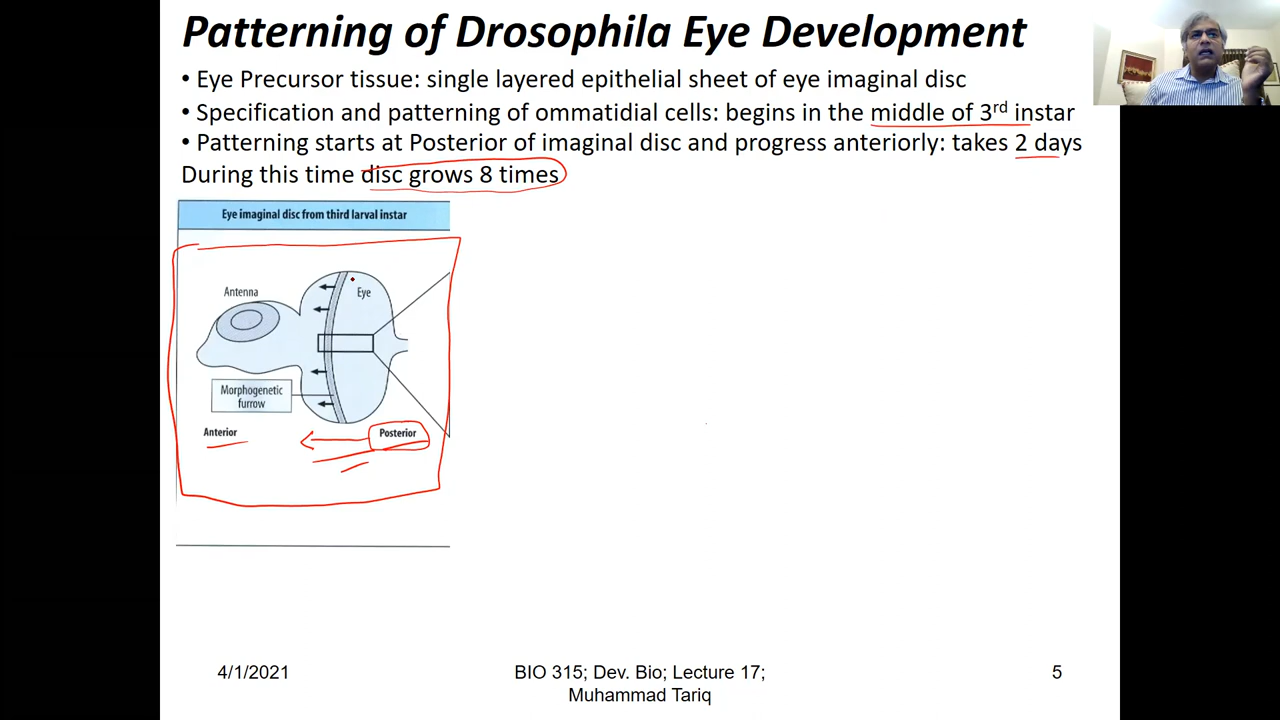 Patterning of Drosophila Eye Development
• Eye Precursor tissue: single layered epithelial sheet of eye imaginal disc
• Specification and patterning of ommatidial cells: begins in the middle of 3rd instar
• Patterning starts at Posterior of imaginal disc and progress anteriorly: takes 2 days
During this time disc grows 8 times
Eye imaginal disc from third larval instar
Antenna
Eye
Morphogenetic
furrow
Anterior
Posterior
4/1/2021
BIO 315; Dev. Bio; Lecture 17;
Muhammad Tariq
5